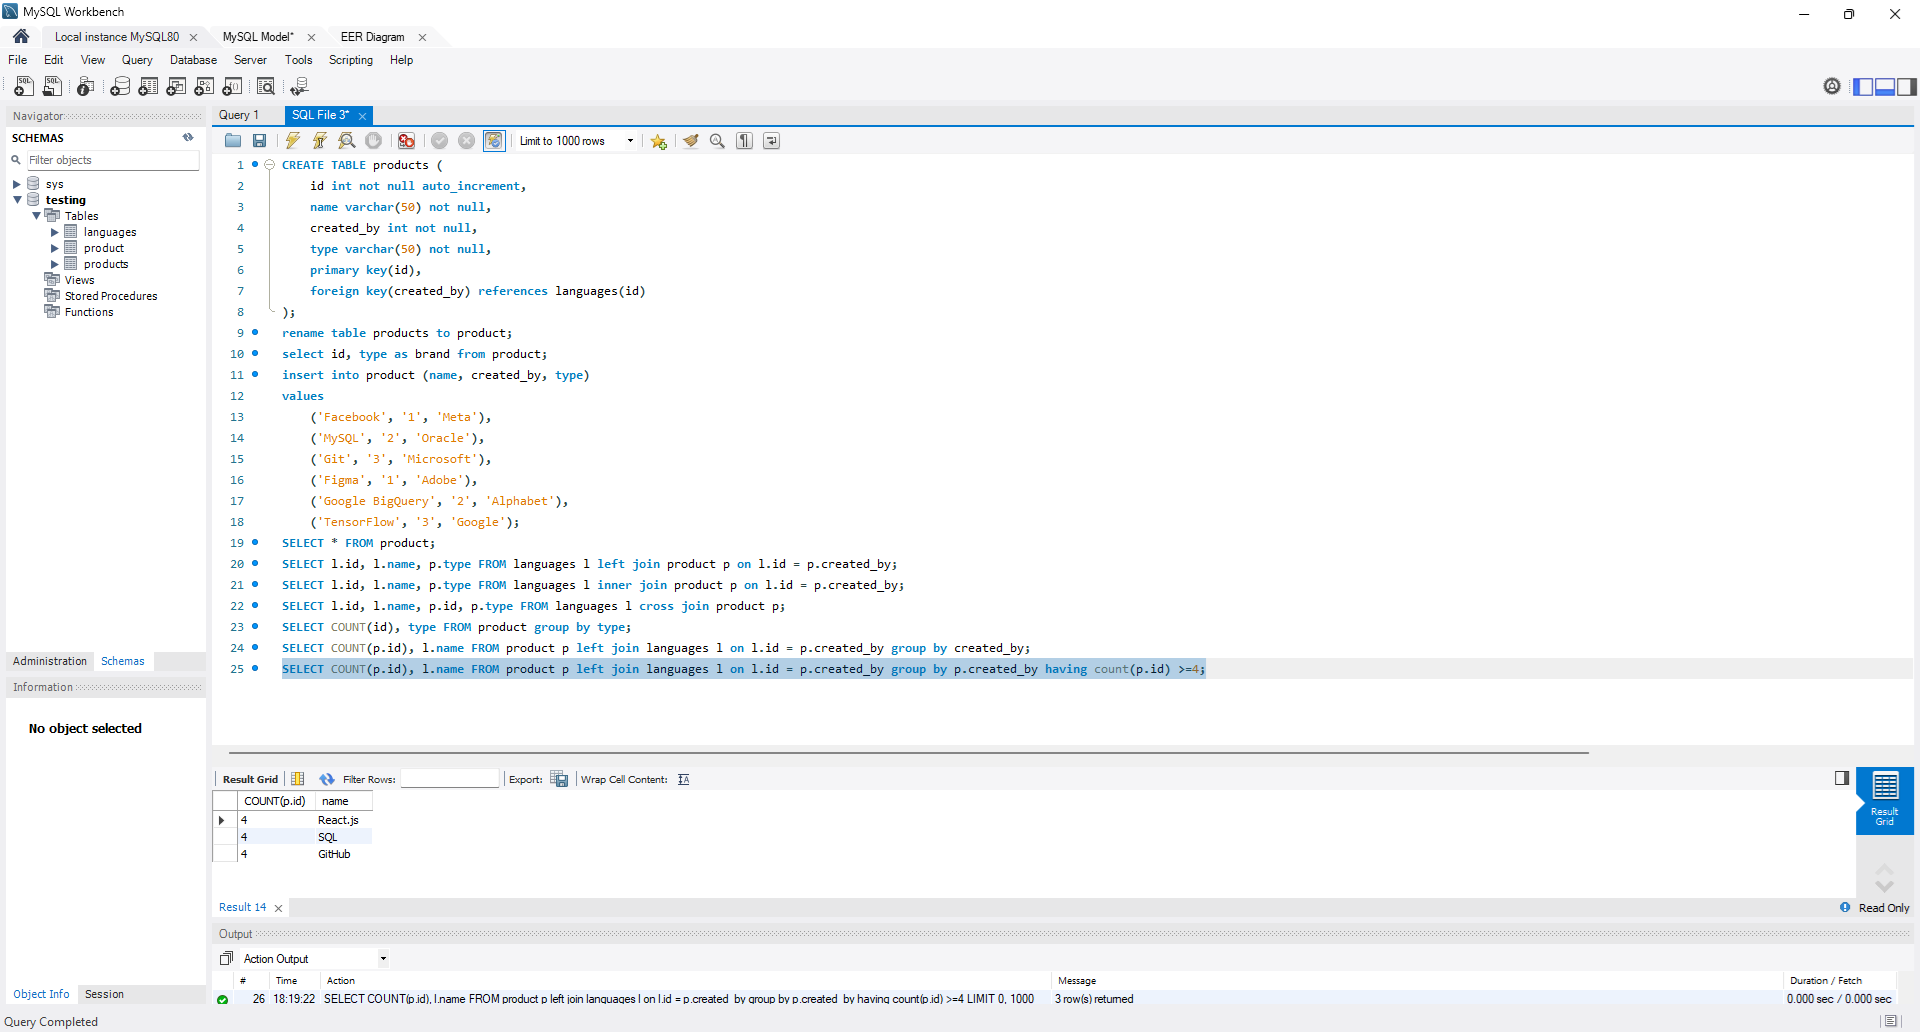 MySQL Workbench
Local instance MySQL80
MySQL Model*
EER Diagram
File Edit View Query Database Server Tools Scripting Help
Navigator
SCHEMAS
Filter objects
sys
testing
Tables
languages
product
products
Views
Stored Procedures
Functions
Administration Schemas
Information
No object selected
Object Info Session
Query 1
SQL File 3*
Limit to 1000 rows
1 CREATE TABLE products (
2 id int not null auto_increment,
3 name varchar(50) not null,
4 created_by int not null,
5 type varchar(50) not null,
6 primary key(id),
7 foreign key(created_by) references languages(id)
8 );
9 rename table products to product;
10 select id, type as brand from product;
11 insert into product (name, created_by, type)
12 values
13 ('Facebook', '1', 'Meta'),
14 ('MySQL', '2', 'Oracle'),
15 ('Git', '3', 'Microsoft'),
16 ('Figma', '1', 'Adobe'),
17 ('Google BigQuery', '2', 'Alphabet'),
18 ('TensorFlow', '3', 'Google');
19 SELECT * FROM product;
20 SELECT l.id, l.name, p.type FROM languages l left join product p on l.id = p.created_by;
21 SELECT l.id, l.name, p.type FROM languages l inner join product p on l.id = p.created_by;
22 SELECT l.id, l.name, p.id, p.type FROM languages l cross join product p;
23 SELECT COUNT(id), type FROM product group by type;
24 SELECT COUNT(p.id), l.name FROM product p left join languages l on l.id = p.created_by group by created_by;
25 SELECT COUNT(p.id), l.name FROM product p left join languages l on l.id = p.created_by group by p.created_by having count(p.id) >=4;
Result Grid Filter Rows: Export: Wrap Cell Content:
COUNT(p.id) name
4 React.js
4 SQL
4 GitHub
Result Grid
Result 14
Read Only
Output
Action Output
# Time Action Message Duration / Fetch
26 18:19:22 SELECT COUNT(p.id), l.name FROM product p left join languages l on l.id = p.created_by group by p.created_by having count(p.id) >=4 LIMIT 0, 1000 3 row(s) returned 0.000 sec / 0.000 sec
Query Completed